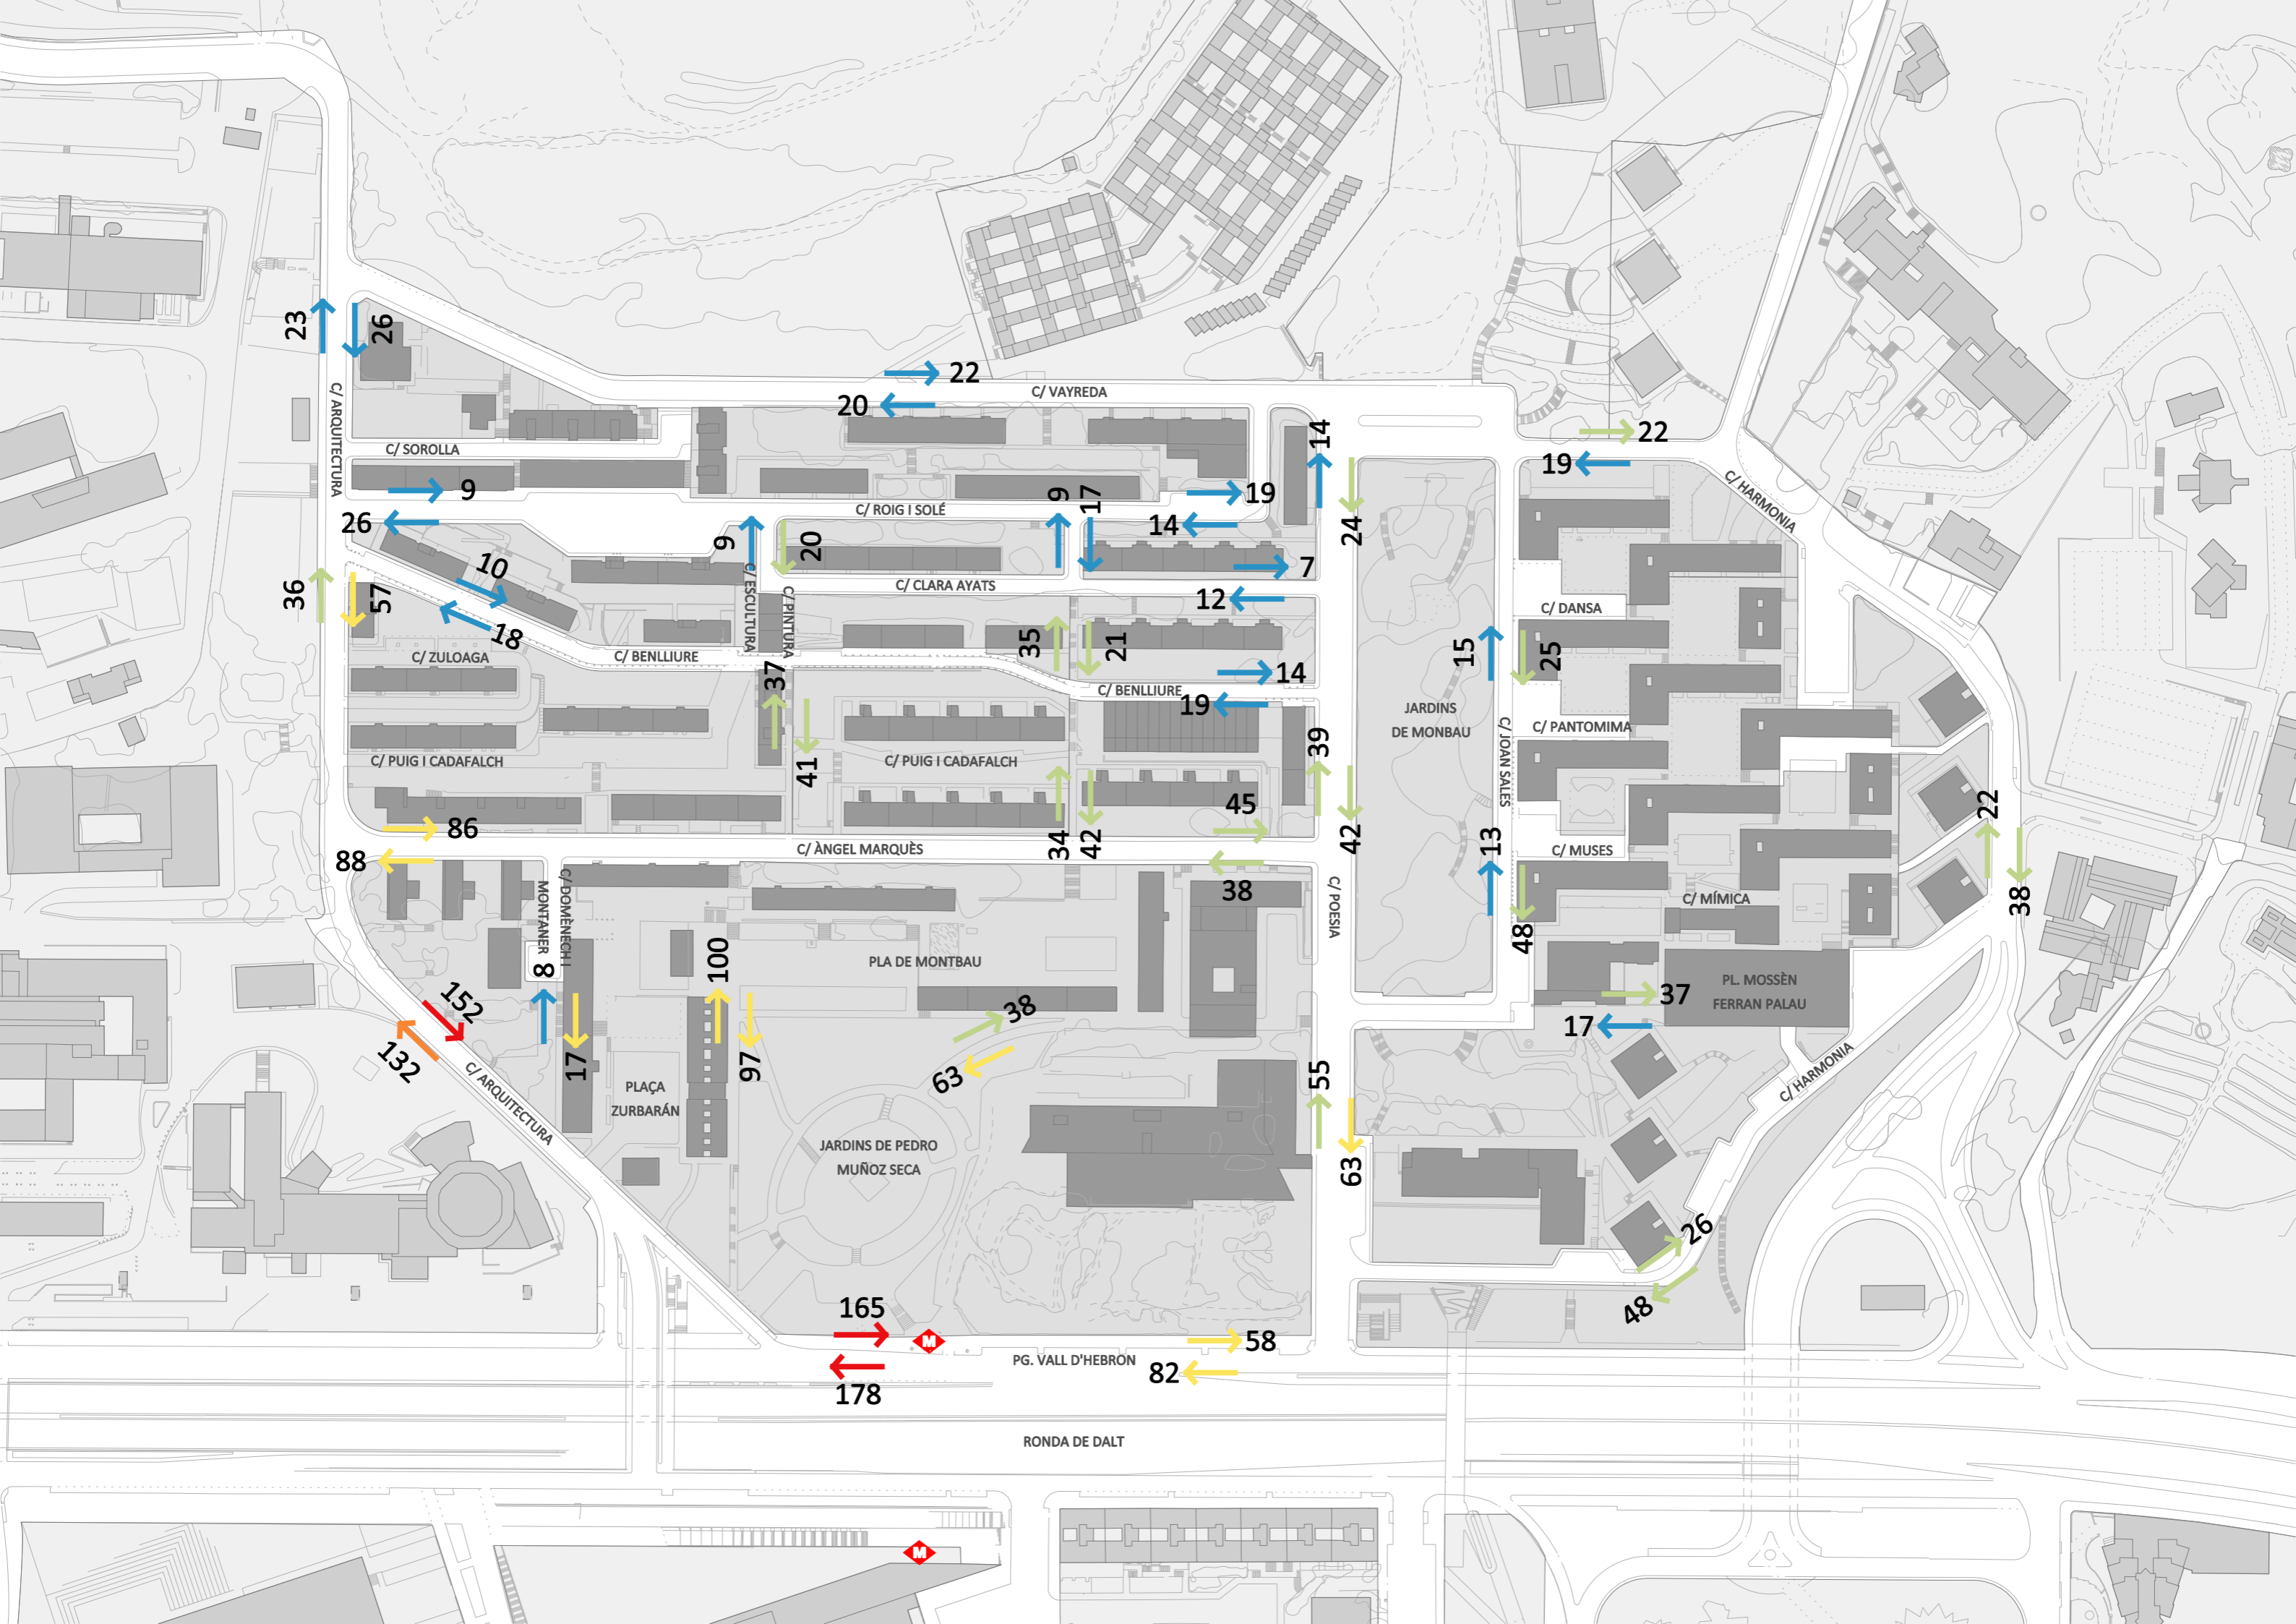 23
26
C/ ARQUITECTURA
22
20
C/ VAYREDA
14
24
22
19
C/ HARMONIA
C/ SOROLLA
9
26
C/ ROIG I SOLÉ
19
14
9
17
9
20
7
C/ CLARA AYATS
12
36
57
10
18
C/ ESCULTURA
C/ PINTURA
C/ DANSA
C/ ZULOAGA
C/ BENLLIURE
35
21
15
25
14
C/ BENLLIURE
19
37
41
JARDINS
DE MONBAU
C/ JOAN SALES
C/ PANTOMIMA
C/ PUIG I CADAFALCH
C/ PUIG I CADAFALCH
39
42
34
42
45
22
38
86
88
C/ ÀNGEL MARQUÈS
38
13
48
C/ MUSES
C/ MÍMICA
C/ POESIA
C/ DOMÈNECH I
MONTANER
8
17
100
97
PLA DE MONTBAU
38
63
PL. MOSSÈN
FERRAN PALAU
37
17
152
132
C/ ARQUITECTURA
PLAÇA
ZURBARÁN
55
63
C/ HARMONIA
JARDINS DE PEDRO
MUÑOZ SECA
26
48
165
M
178
58
PG. VALL D'HEBRON
82
RONDA DE DALT
M